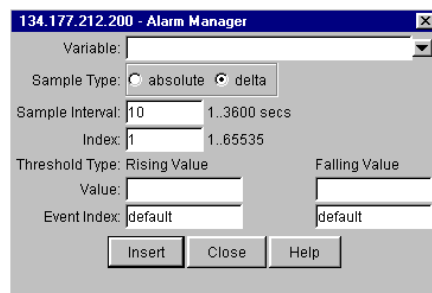 134.177.212.200 - Alarm Manager
Variable:
Sample Type: absolute delta
Sample Interval: 10 1..3600 secs
Index: 1 1..65535
Threshold Type: Rising Value Falling Value
Value:
Event Index: default default
Insert Close Help